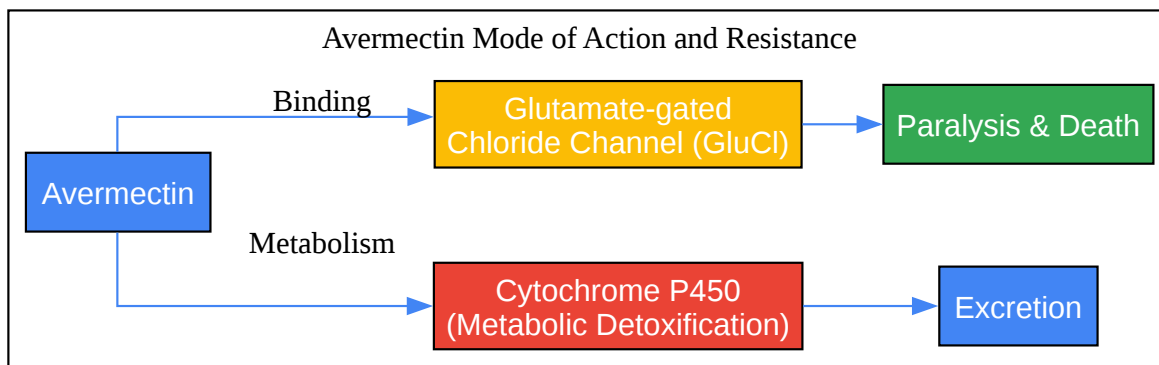 Avermectin Mode of Action and Resistance
Binding
Glutamate-gated
Chloride Channel (GluCl)
Paralysis & Death
Avermectin
Metabolism
Cytochrome P450
(Metabolic Detoxification)
Excretion